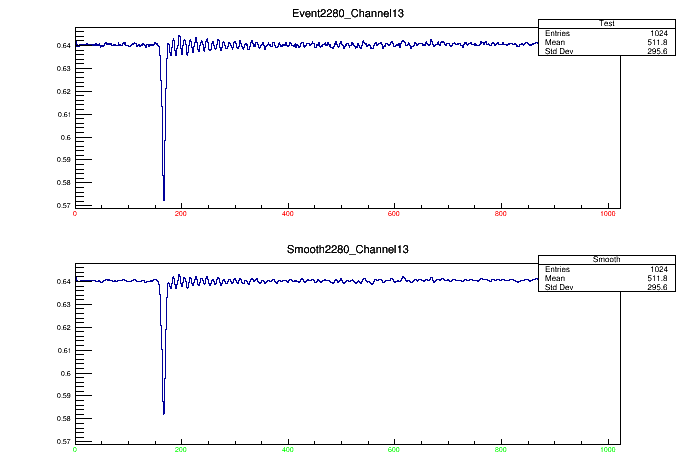 Event2280_Channel13
Test
Entries 1024
Mean 511.8
Std Dev 295.6
0.64
0.63
0.62
0.61
0.6
0.59
0.58
0.57
0 200 400 600 800 1000
Smooth2280_Channel13
Smooth
Entries 1024
Mean 511.8
Std Dev 295.6
0.64
0.63
0.62
0.61
0.6
0.59
0.58
0.57
0 200 400 600 800 1000